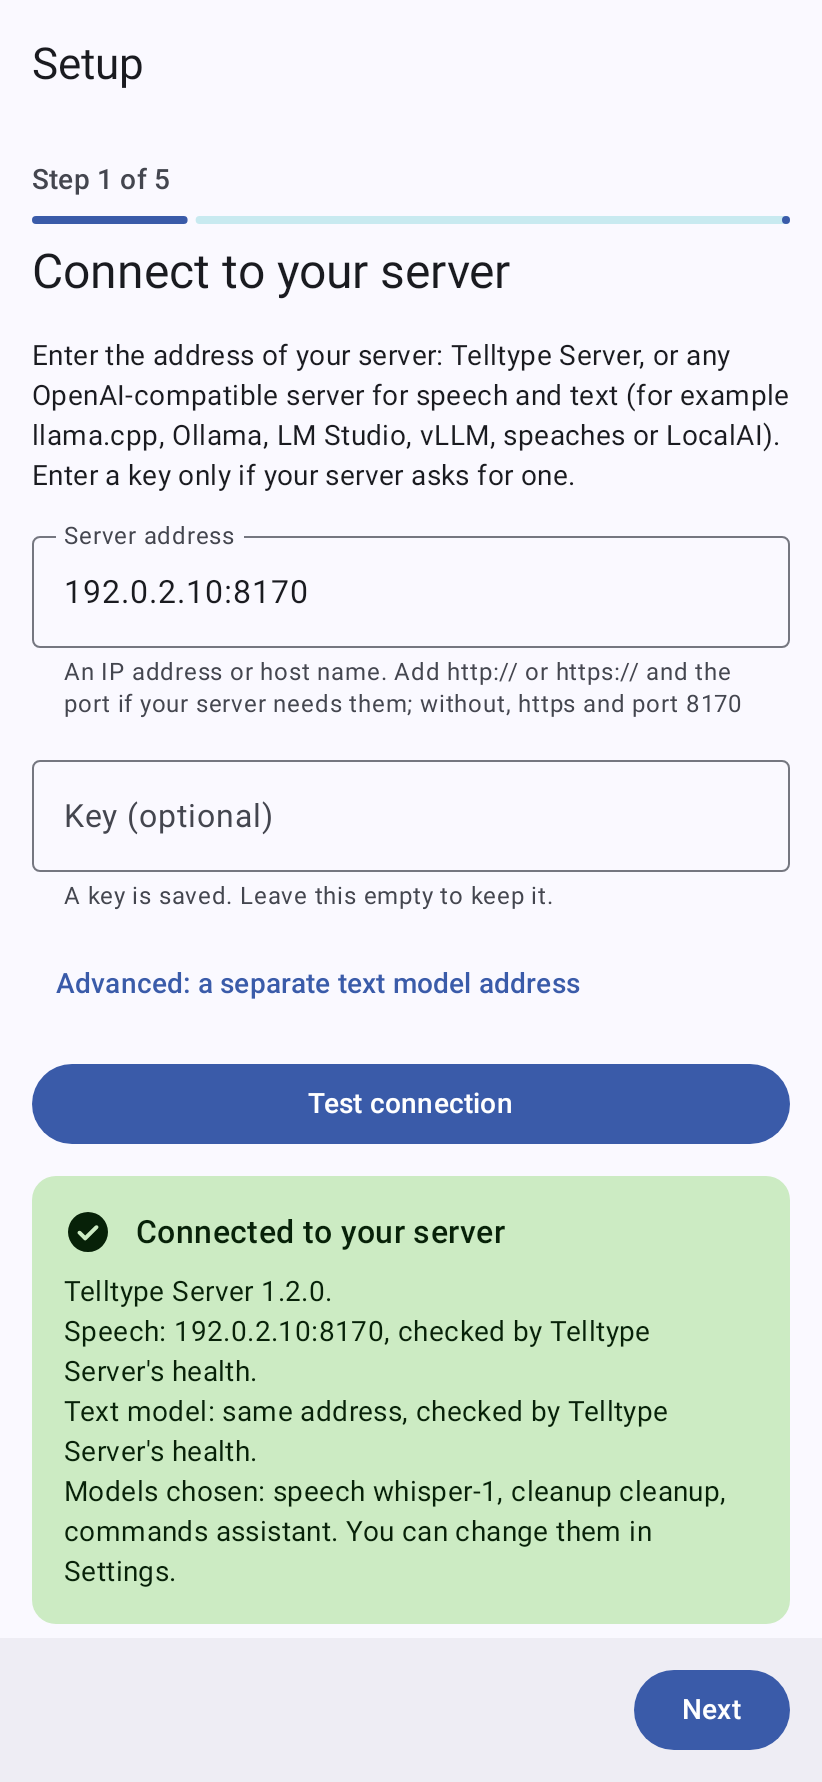 Setup
Step 1 of 5
Connect to your server
Enter the address of your server: Telltype Server, or any
OpenAI-compatible server for speech and text (for example
llama.cpp, Ollama, LM Studio, vLLM, speaches or LocalAI).
Enter a key only if your server asks for one.
Server address
192.0.2.10:8170
An IP address or host name. Add http:// or https:// and the
port if your server needs them; without, https and port 8170
Key (optional)
A key is saved. Leave this empty to keep it.
Advanced: a separate text model address
Test connection
Connected to your server
Telltype Server 1.2.0.
Speech: 192.0.2.10:8170, checked by Telltype
Server's health.
Text model: same address, checked by Telltype
Server's health.
Models chosen: speech whisper-1, cleanup cleanup,
commands assistant. You can change them in
Settings.
Next